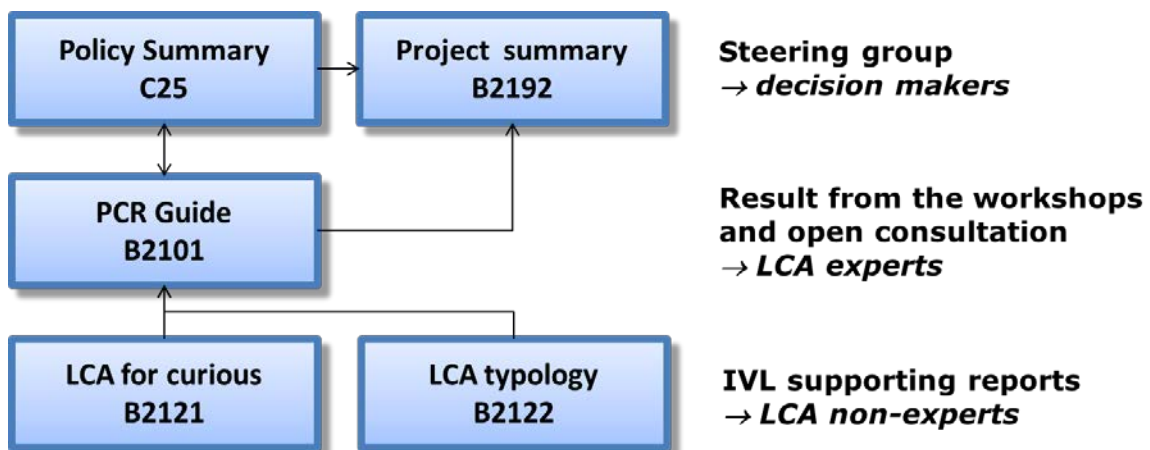 Policy Summary
C25
Project summary
B2192
Steering group
→ decision makers
PCR Guide
B2101
Result from the workshops
and open consultation
→ LCA experts
LCA for curious
B2121
LCA typology
B2122
IVL supporting reports
→ LCA non-experts